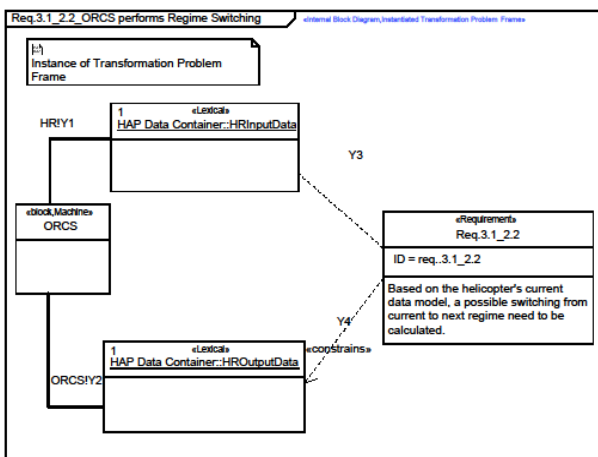 Req.3.1_2.2_ORCS performs Regime Switching
«Internal Block Diagram,Instantiated Transformation Problem Frame»
Instance of Transformation Problem
Frame
HR!Y1
1
«Lexical»
HAP Data Container::HRInputData
Y3
«block,Machine»
ORCS
«Requirement»
Req.3.1_2.2
ID = req..3.1_2.2
Based on the helicopter's current
data model, a possible switching from
current to next regime need to be
calculated.
Y4
«constrains»
1
«Lexical»
HAP Data Container::HROutputData
ORCS!Y2